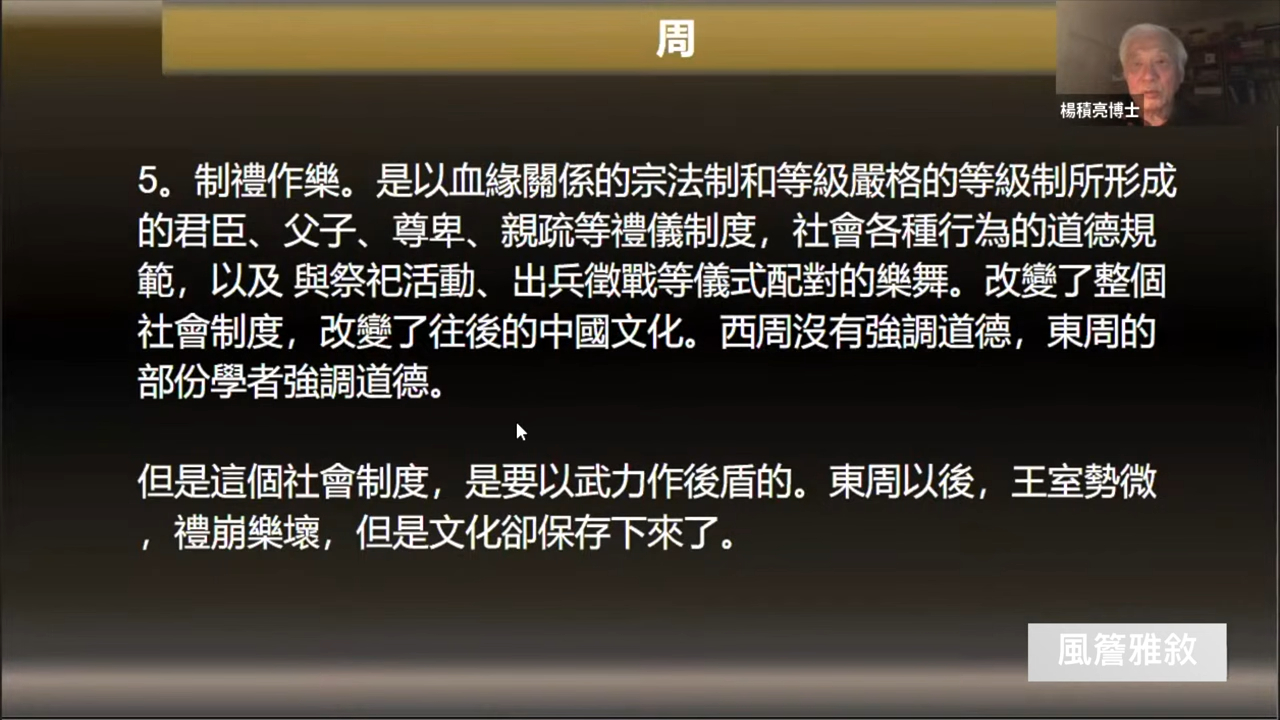 周
楊積亮博士
5。制禮作樂。是以血緣關係的宗法制和等級嚴格的等級制所形成
的君臣、父子、尊卑、親疏等禮儀制度，社會各種行為的道德規
範，以及 與祭祀活動、出兵徵戰等儀式配對的樂舞。改變了整個
社會制度，改變了往後的中國文化。西周沒有強調道德，東周的
部份學者強調道德。
但是這個社會制度，是要以武力作後盾的。東周以後，王室勢微
，禮崩樂壞，但是文化卻保存下來了。
風簷雅敘